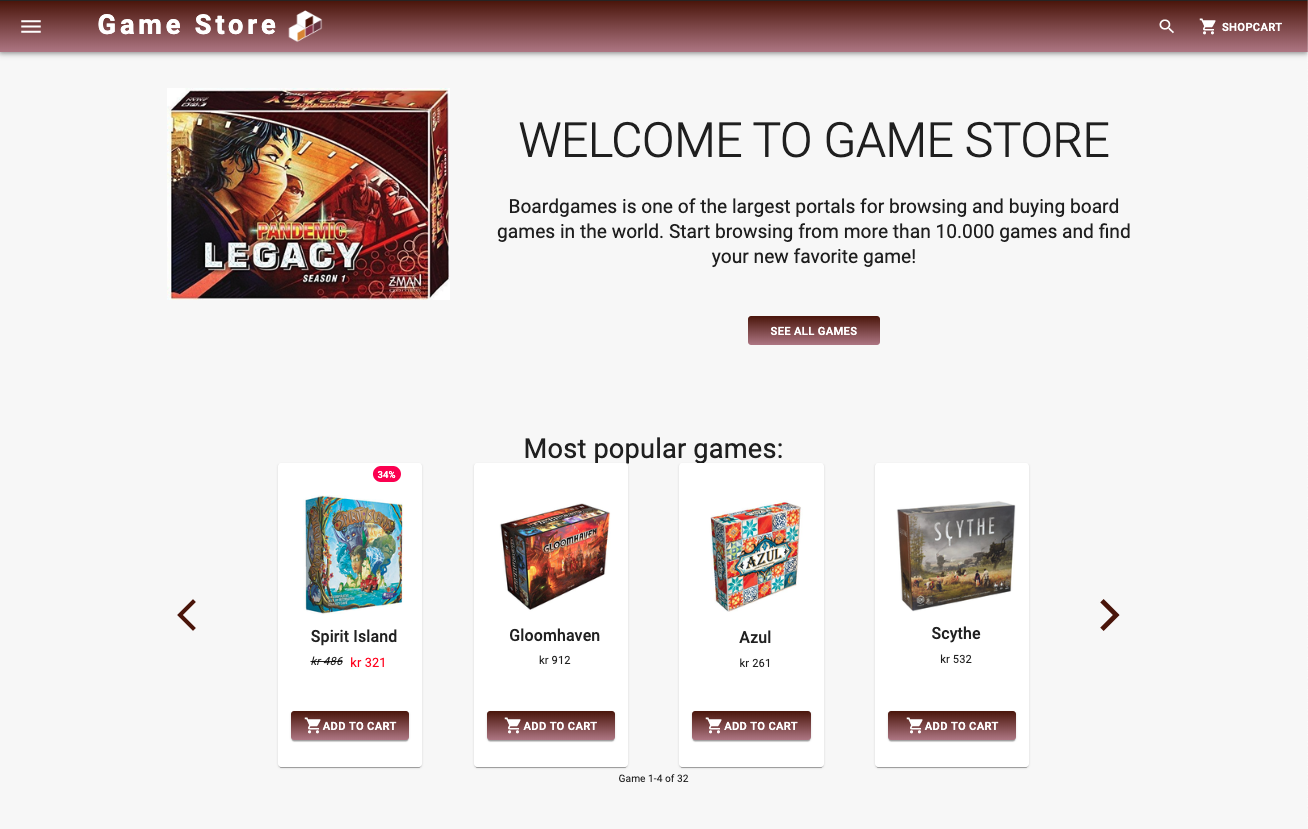 Game Store
SHOPCART
PANDEMIC
LEGACY
SEASON 1
Z-MAN
WELCOME TO GAME STORE
Boardgames is one of the largest portals for browsing and buying board
games in the world. Start browsing from more than 10.000 games and find
your new favorite game!
SEE ALL GAMES
Most popular games:
34%
GLOOMHAVEN
AZUL
SCYTHE
Spirit Island
Gloomhaven
Azul
Scythe
kr 486 kr 321
kr 912
kr 261
kr 532
ADD TO CART
ADD TO CART
ADD TO CART
ADD TO CART
Game 1-4 of 32